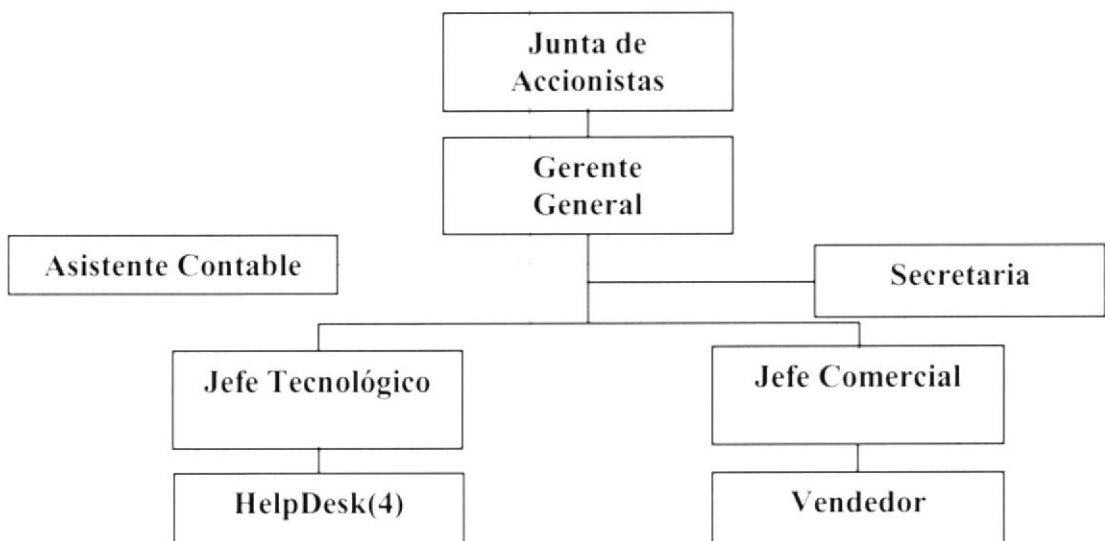 Junta de
Accionistas
Gerente
General
Asistente Contable
Secretaria
Jefe Tecnológico
Jefe Comercial
HelpDesk(4)
Vendedor